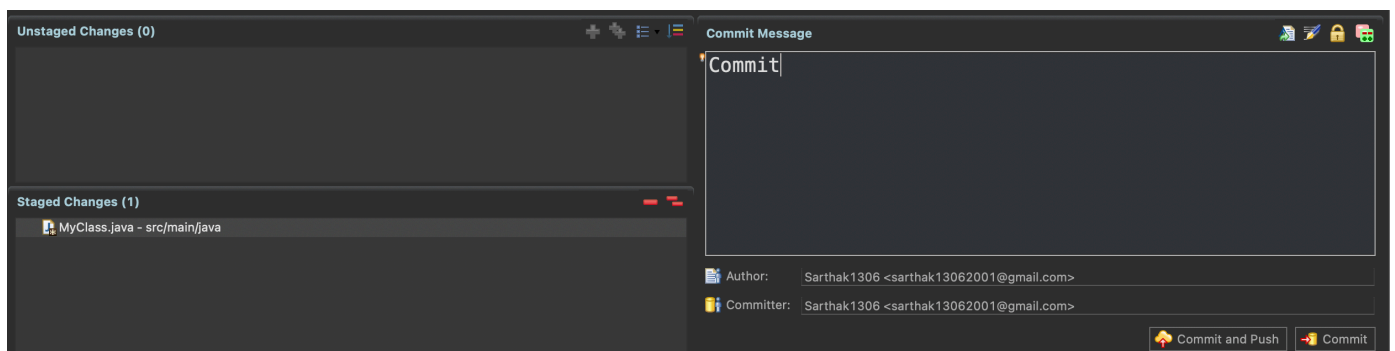 Unstaged Changes (0)
Staged Changes (1)
MyClass.java - src/main/java
Commit Message
Commit
Author: Sarthak1306 <sarthak13062001@gmail.com>
Committer: Sarthak1306 <sarthak13062001@gmail.com>
Commit and Push Commit